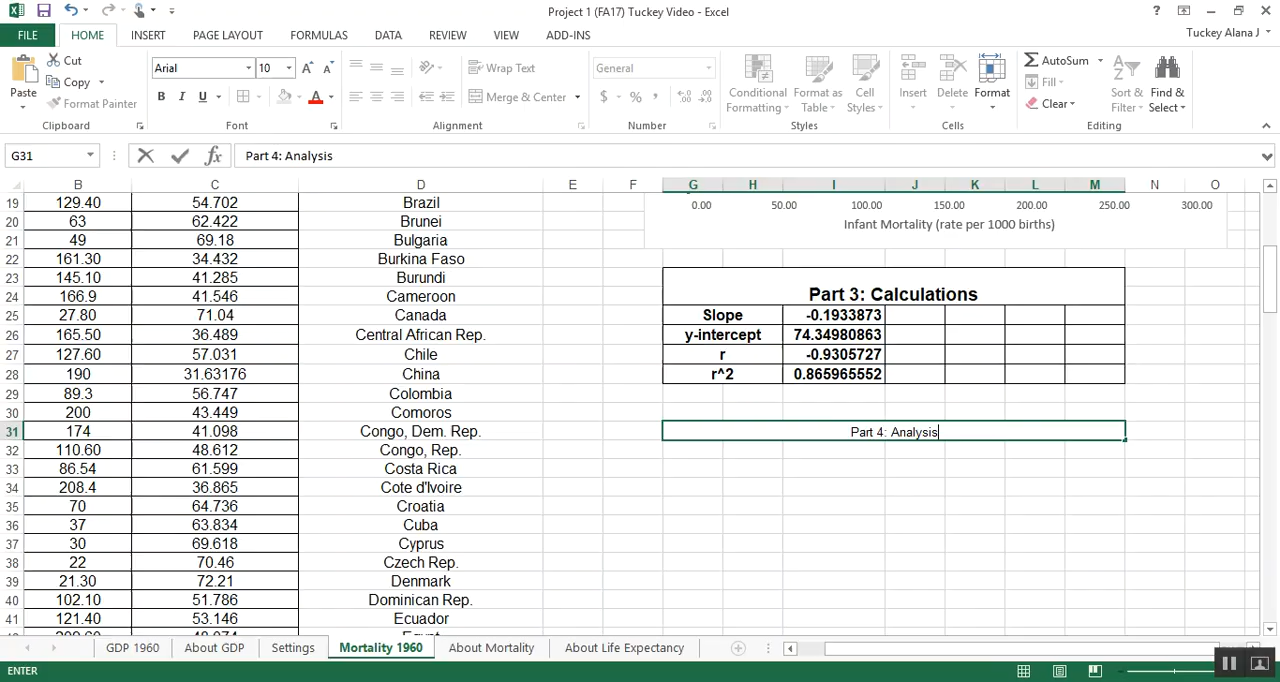 Project 1 (FA17) Tuckey Video - Excel
FILE HOME INSERT PAGE LAYOUT FORMULAS DATA REVIEW VIEW ADD-INS Tuckey Alana J
Paste Cut Copy Format Painter
Clipboard
Arial 10
B I U A
Font
Wrap Text
Merge & Center
Alignment
General
$ % ,
Number
Conditional Formatting Format as Table Cell Styles
Styles
Insert Delete Format
Cells
AutoSum Fill Clear Sort & Filter Find & Select
Editing
G31 fx Part 4: Analysis
B C D E F G H I J K L M N O
19 129.40 54.702 Brazil 0.00 50.00 100.00 150.00 200.00 250.00 300.00
20 63 62.422 Brunei Infant Mortality (rate per 1000 births)
21 49 69.18 Bulgaria
22 161.30 34.432 Burkina Faso
23 145.10 41.285 Burundi
24 166.9 41.546 Cameroon Part 3: Calculations
25 27.80 71.04 Canada Slope -0.1933873
26 165.50 36.489 Central African Rep. y-intercept 74.34980863
27 127.60 57.031 Chile r -0.9305727
28 190 31.63176 China r^2 0.865965552
29 89.3 56.747 Colombia
30 200 43.449 Comoros
31 174 41.098 Congo, Dem. Rep. Part 4: Analysis
32 110.60 48.612 Congo, Rep.
33 86.54 61.599 Costa Rica
34 208.4 36.865 Cote d'Ivoire
35 70 64.736 Croatia
36 37 63.834 Cuba
37 30 69.618 Cyprus
38 22 70.46 Czech Rep.
39 21.30 72.21 Denmark
40 102.10 51.786 Dominican Rep.
41 121.40 53.146 Ecuador
GDP 1960 About GDP Settings Mortality 1960 About Mortality About Life Expectancy
ENTER